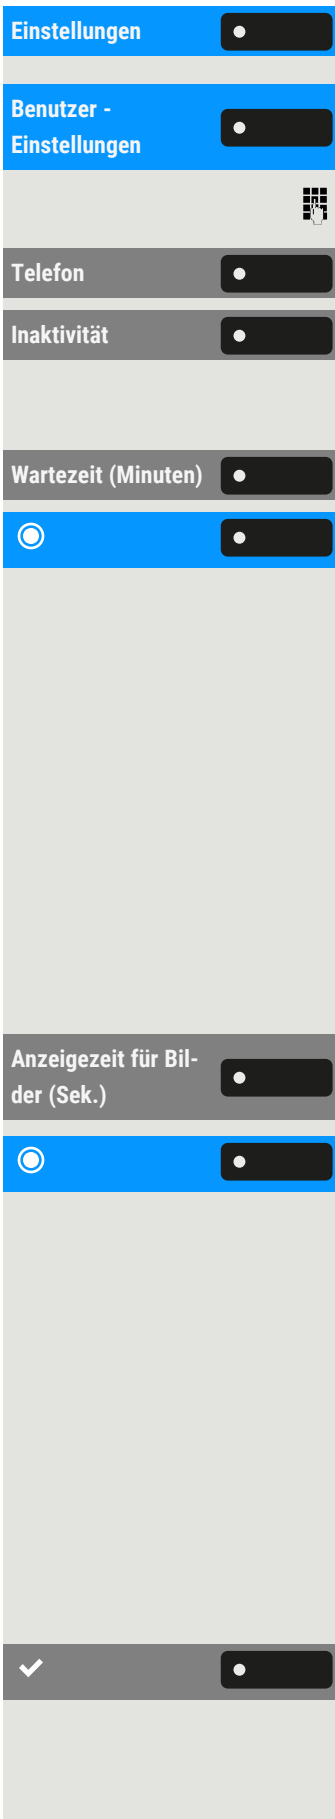 Einstellungen
Benutzer -
Einstellungen
Telefon
Inaktivität
Wartezeit (Minuten)
Anzeigezeit für Bil-
der (Sek.)